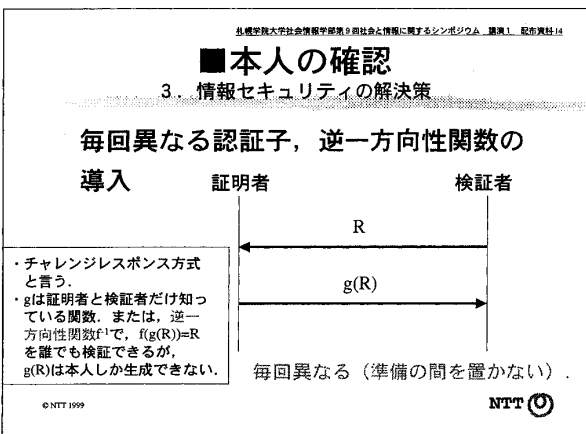 札幌学院大学社会情報学部第9回社会と情報に関するシンポジウム 講演1 配布資料14
■本人の確認
3．情報セキュリティの解決策
毎回異なる認証子，逆一方向性関数の
導入
証明者 検証者
R
g(R)
・チャレンジレスポンス方式
と言う．
・gは証明者と検証者だけ知っ
ている関数．または，逆一
方向性関数f⁻¹で，f(g(R))=R
を誰でも検証できるが，
g(R)は本人しか生成できない．
毎回異なる（準備の間を置かない）．
© NTT 1999
NTT